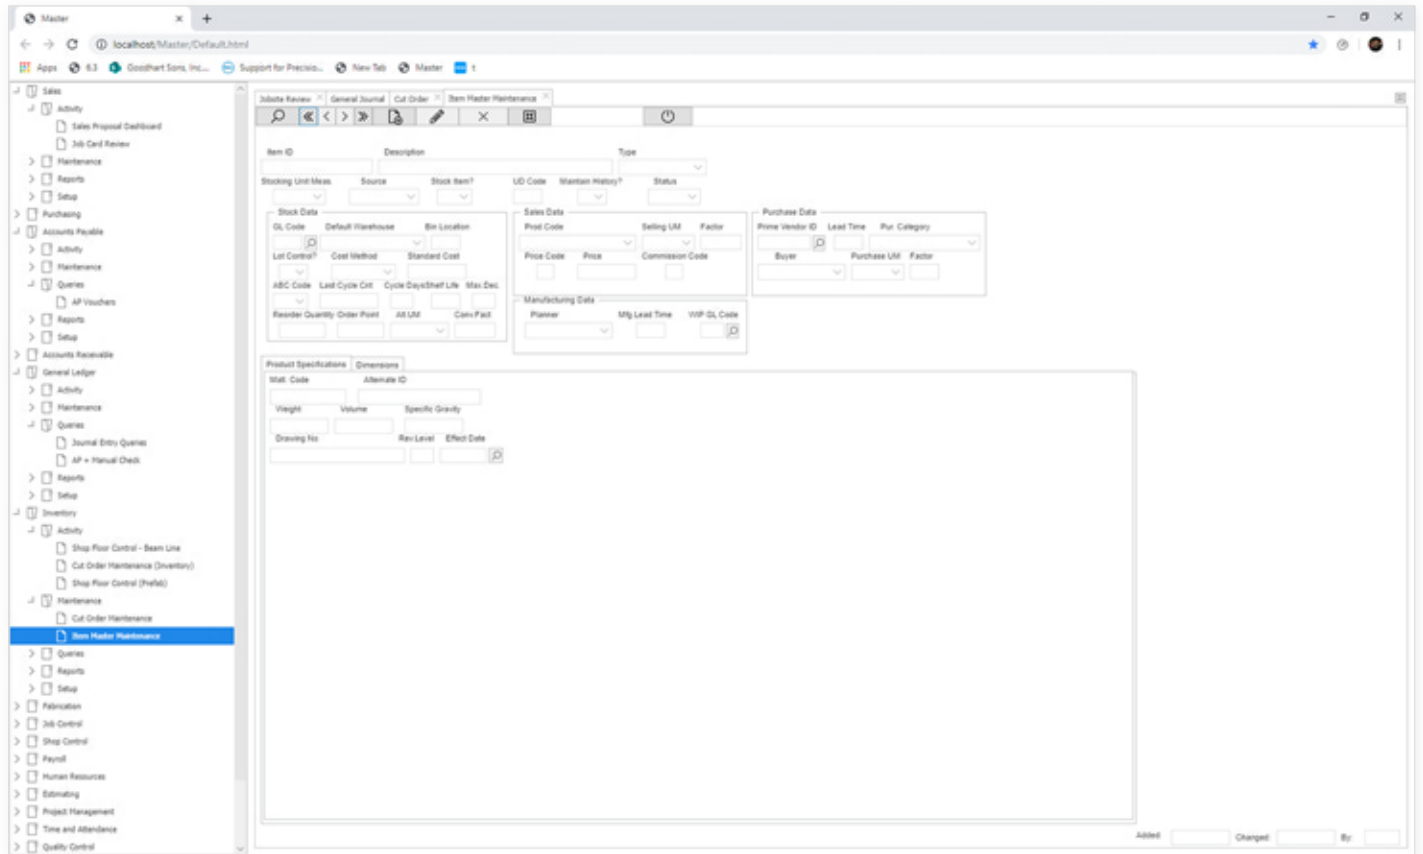 Master
localhost/Master/Default.html
Apps 6.3 Goodhart Sons, Inc... Support for Precisio... New Tab Master t
Sales
Activity
Sales Proposal Dashboard
Job Card Review
Maintenance
Reports
Setup
Purchasing
Accounts Payable
Activity
Maintenance
Queries
AP Vouchers
Reports
Setup
Accounts Receivable
General Ledger
Activity
Maintenance
Queries
Journal Entry Queries
AP + Manual Check
Reports
Setup
Inventory
Activity
Shop Floor Control - Beam Line
Cut Order Maintenance (Inventory)
Shop Floor Control (Prefab)
Maintenance
Cut Order Maintenance
Item Master Maintenance
Queries
Reports
Setup
Fabrication
Job Control
Shop Control
Payroll
Human Resources
Estimating
Project Management
Time and Attendance
Quality Control
Jobsite Review General Journal Cut Order Item Master Maintenance
Item ID Description Type
Stocking Unit Meas. Source Stock Item? UD Code Maintain History? Status
Stock Data
GL Code Default Warehouse Bin Location
Lot Control? Cost Method Standard Cost
ABC Code Last Cycle Cnt Cycle Days Shelf Life Max.Dec.
Reorder Quantity Order Point Alt UM Conv.Fact
Sales Data
Prod Code Selling UM Factor
Price Code Price Commission Code
Manufacturing Data
Planner Mfg Lead Time WIP GL Code
Purchase Data
Prime Vendor ID Lead Time Pur. Category
Buyer Purchase UM Factor
Product Specifications Dimensions
Matl. Code Alternate ID
Weight Volume Specific Gravity
Drawing No Rev.Level Effect Date
Added: Changed: By: